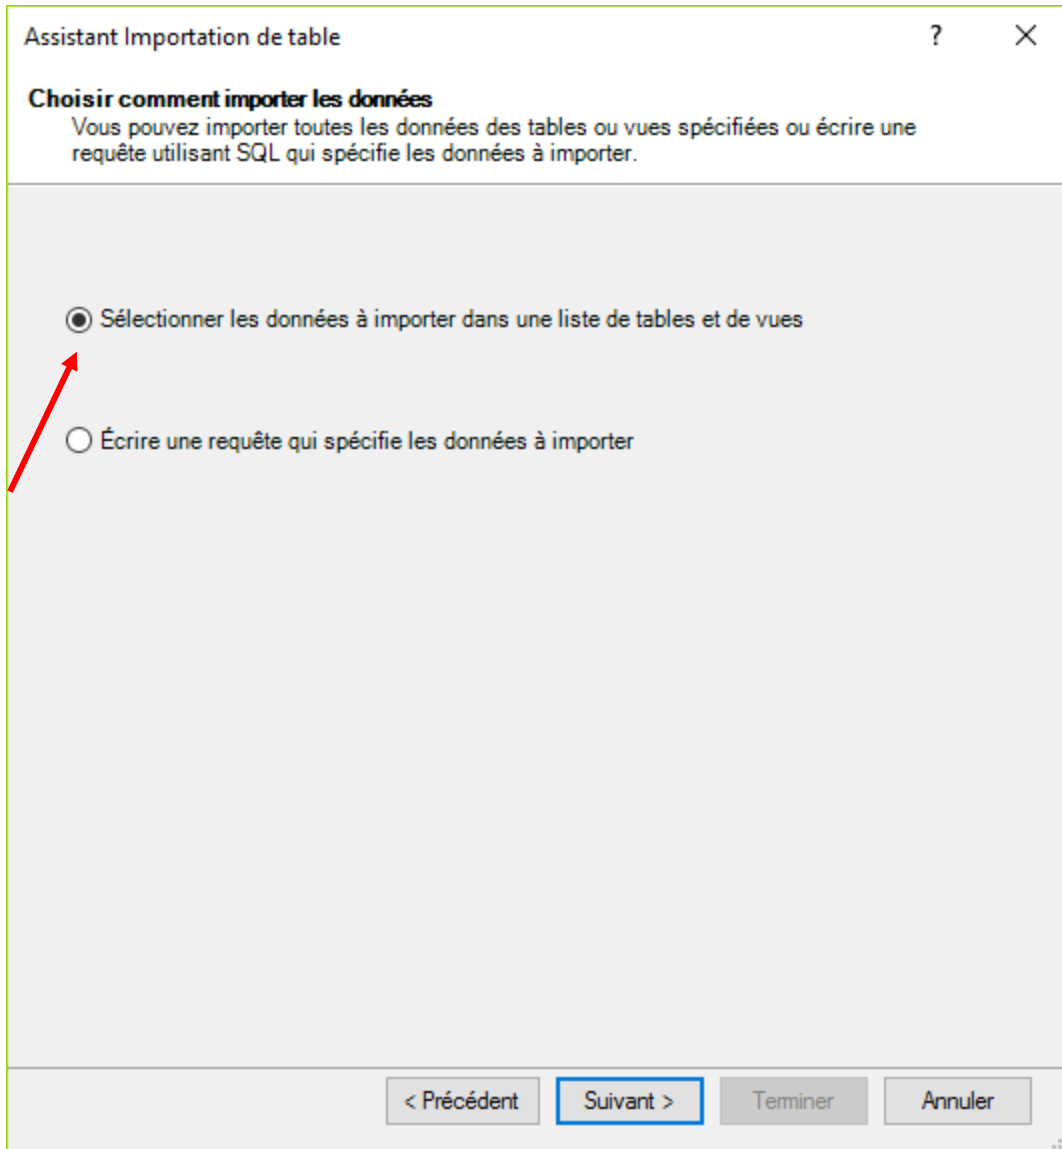 Assistant Importation de table
?
Choisir comment importer les données
Vous pouvez importer toutes les données des tables ou vues spécifiées ou écrire une
requête utilisant SQL qui spécifie les données à importer.
Sélectionner les données à importer dans une liste de tables et de vues
Écrire une requête qui spécifie les données à importer
< Précédent
Suivant >
Terminer
Annuler